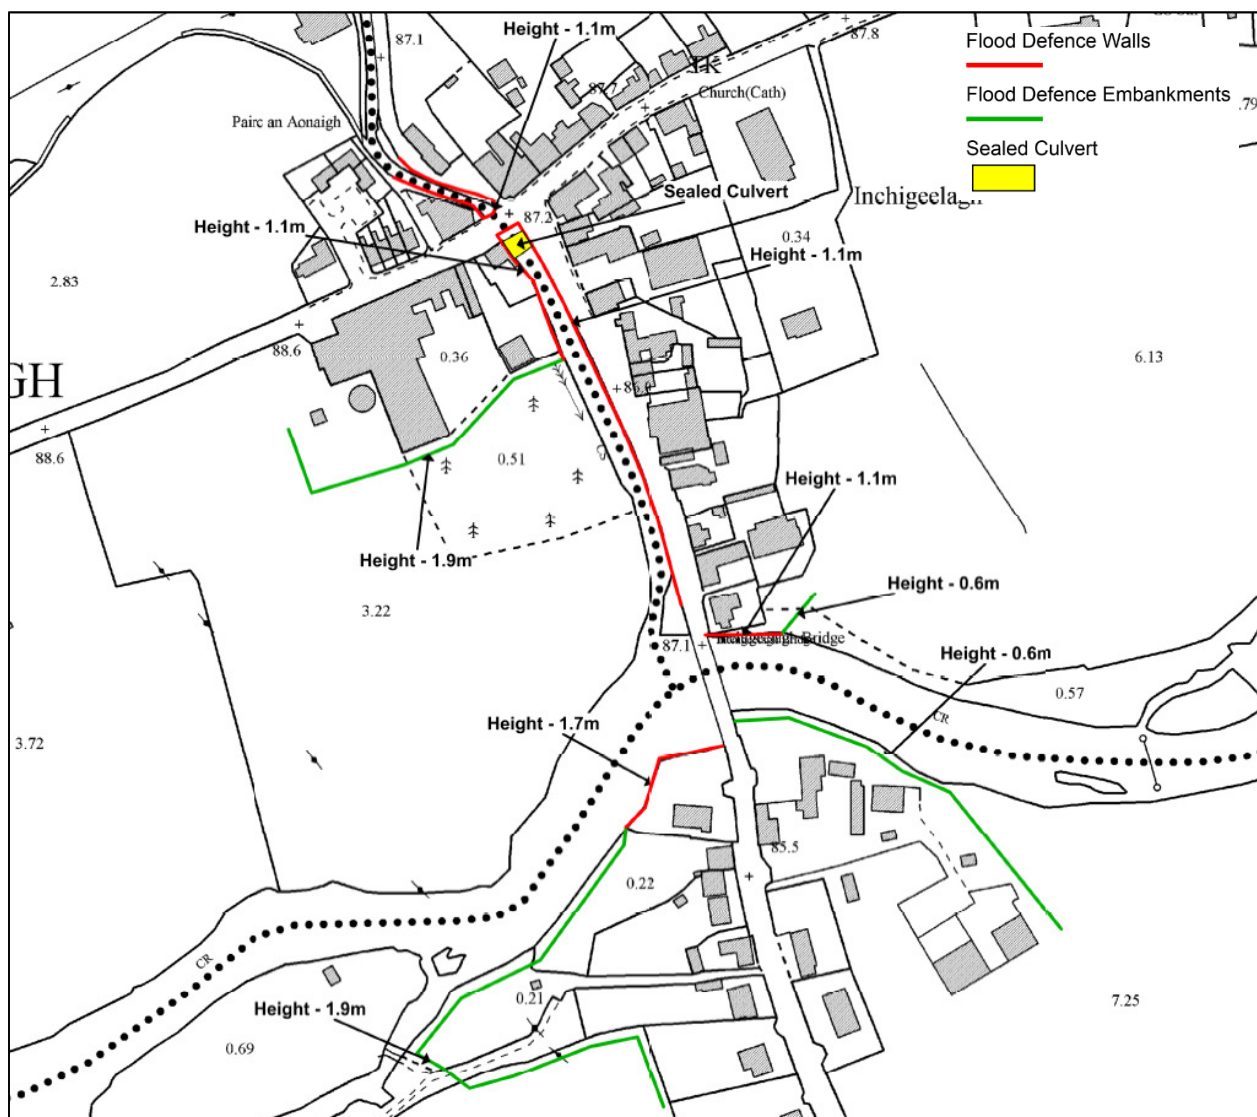 87.1
Height - 1.1m
87.8
Flood Defence Walls
Flood Defence Embankments
Sealed Culvert
.79
87.7
Church(Cath)
Pairc an Aonaigh
Sealed Culvert
Inchigeelagh
87.2
Height - 1.1m
0.34
Height - 1.1m
2.83
88.6
0.36
6.13
GH
88.6
0.51
Height - 1.1m
Height - 1.9m
Height - 0.6m
3.22
87.1
Bridge
Height - 0.6m
0.57
CR
Height - 1.7m
3.72
85.5
0.22
CR
0.21
Height - 1.9m
7.25
0.69